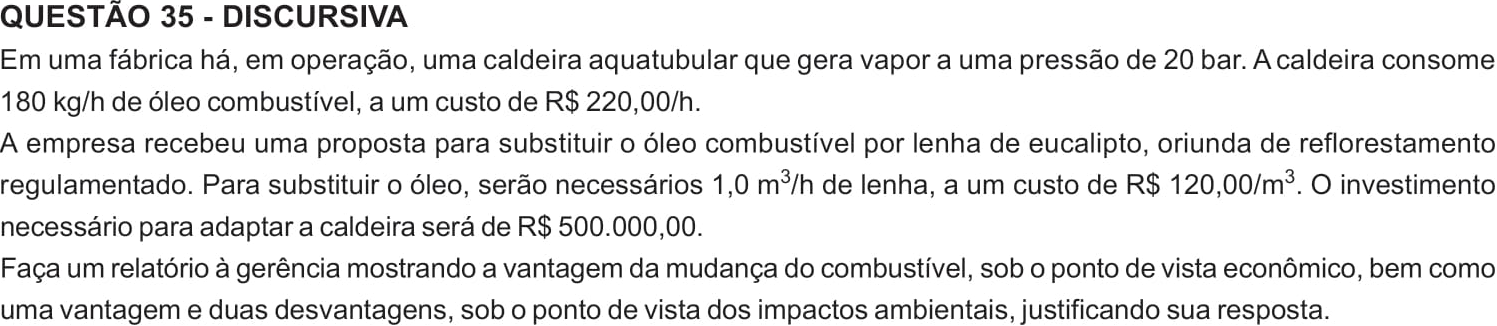 QUESTÃO 35 - DISCURSIVA
Em uma fábrica há, em operação, uma caldeira aquatubular que gera vapor a uma pressão de 20 bar. A caldeira consome
180 kg/h de óleo combustível, a um custo de R$ 220,00/h.
A empresa recebeu uma proposta para substituir o óleo combustível por lenha de eucalipto, oriunda de reflorestamento
regulamentado. Para substituir o óleo, serão necessários 1,0 m³/h de lenha, a um custo de R$ 120,00/m³. O investimento
necessário para adaptar a caldeira será de R$ 500.000,00.
Faça um relatório à gerência mostrando a vantagem da mudança do combustível, sob o ponto de vista econômico, bem como
uma vantagem e duas desvantagens, sob o ponto de vista dos impactos ambientais, justificando sua resposta.